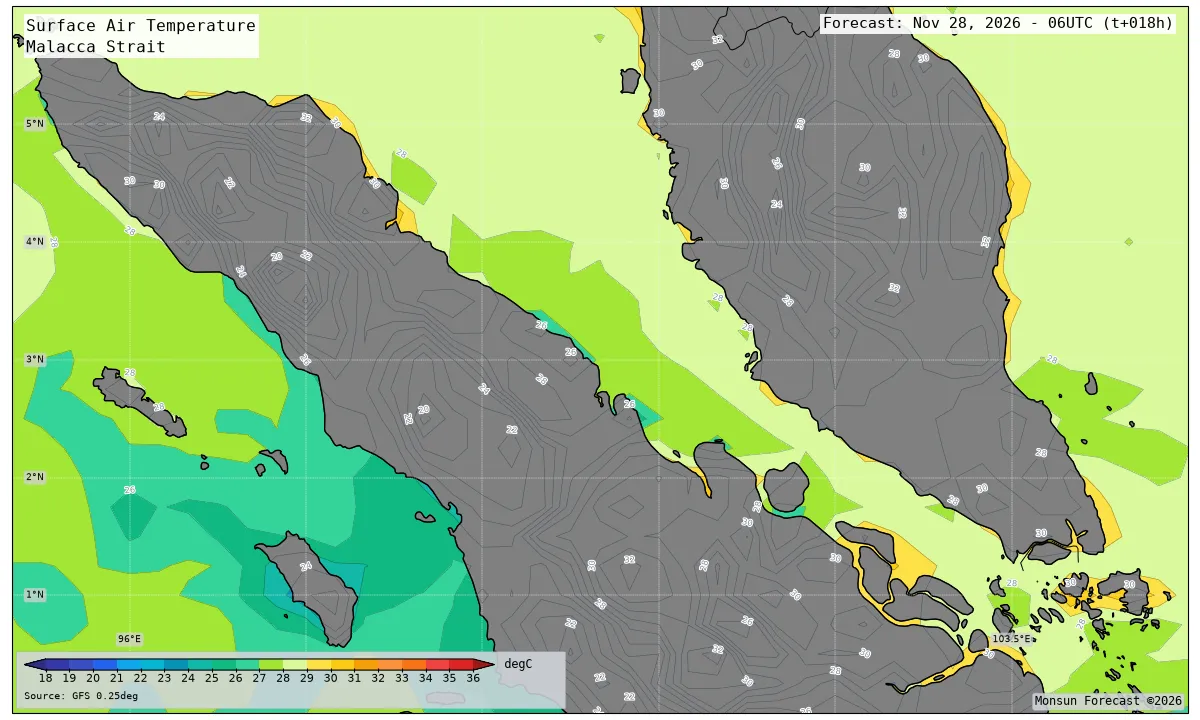 Surface Air Temperature
Malacca Strait
Forecast: Nov 28, 2026 - 06UTC (t+018h)
5°N
4°N
3°N
2°N
1°N
96°E
103.5°E
degC
18 19 20 21 22 23 24 25 26 27 28 29 30 31 32 33 34 35 36
Source: GFS 0.25deg
Monsun Forecast ©2026